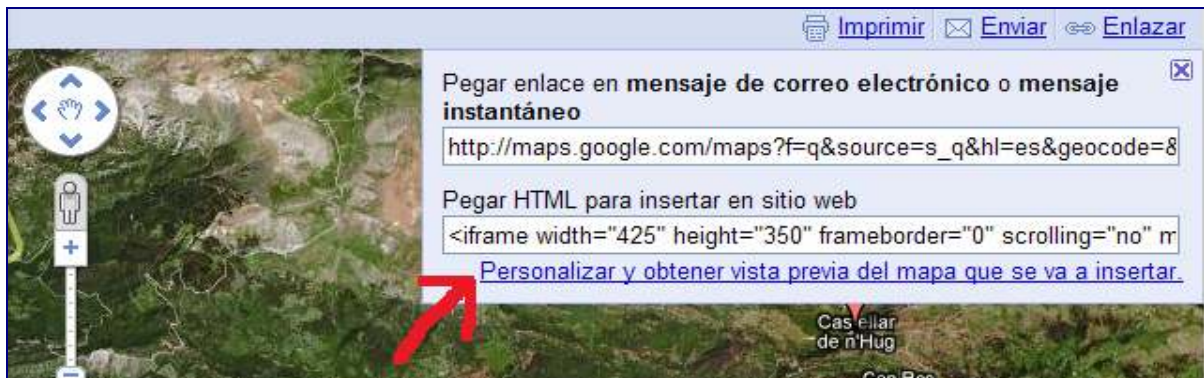 Imprimir Enviar Enlazar
Pegar enlace en mensaje de correo electrónico o mensaje
instantáneo
http://maps.google.com/maps?f=q&source=s_q&hl=es&geocode=&
Pegar HTML para insertar en sitio web
<iframe width="425" height="350" frameborder="0" scrolling="no" m
Personalizar y obtener vista previa del mapa que se va a insertar.
Castellar
de n'Hug